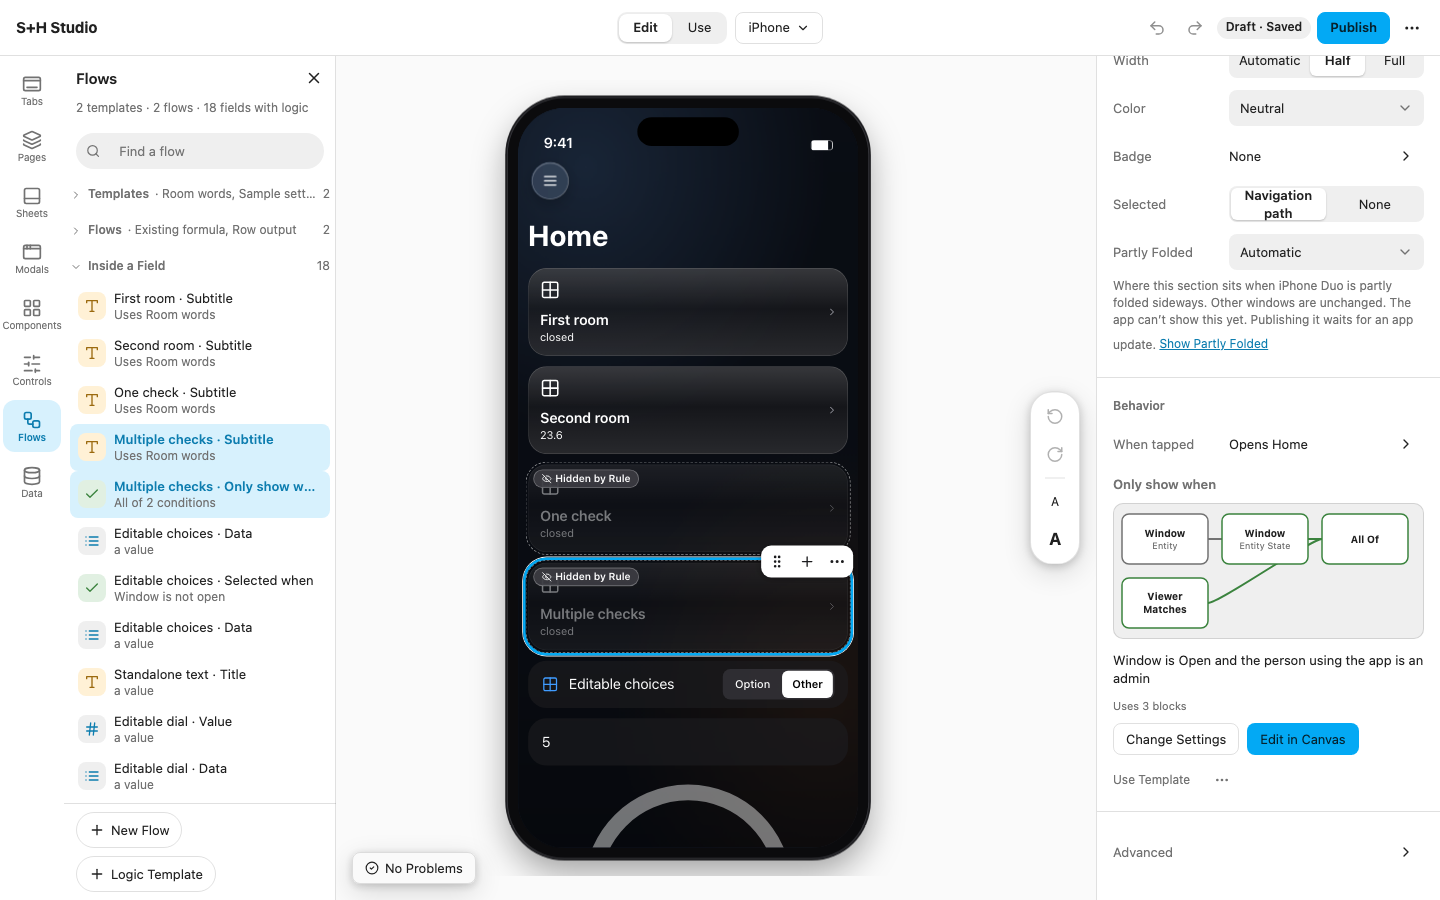 S+H Studio
Edit
Use
iPhone
Draft · Saved
Publish
Tabs
Pages
Sheets
Modals
Components
Controls
Flows
Data
Flows
2 templates · 2 flows · 18 fields with logic
Find a flow
Templates · Room words, Sample sett... 2
Flows · Existing formula, Row output 2
Inside a Field 18
First room · Subtitle
Uses Room words
Second room · Subtitle
Uses Room words
One check · Subtitle
Uses Room words
Multiple checks · Subtitle
Uses Room words
Multiple checks · Only show w...
All of 2 conditions
Editable choices · Data
a value
Editable choices · Selected when
Window is not open
Editable choices · Data
a value
Standalone text · Title
a value
Editable dial · Value
a value
Editable dial · Data
a value
New Flow
Logic Template
9:41
Home
First room
closed
Second room
23.6
Hidden by Rule
One check
closed
Hidden by Rule
Multiple checks
closed
Editable choices
Option
Other
5
No Problems
A
A
Width
Automatic
Half
Full
Color
Neutral
Badge
None
Selected
Navigation
path
None
Partly Folded
Automatic
Where this section sits when iPhone Duo is partly
folded sideways. Other windows are unchanged. The
app can't show this yet. Publishing it waits for an app
update. Show Partly Folded
Behavior
When tapped
Opens Home
Only show when
Window
Entity
Window
Entity State
All Of
Viewer
Matches
Window is Open and the person using the app is an
admin
Uses 3 blocks
Change Settings
Edit in Canvas
Use Template
Advanced